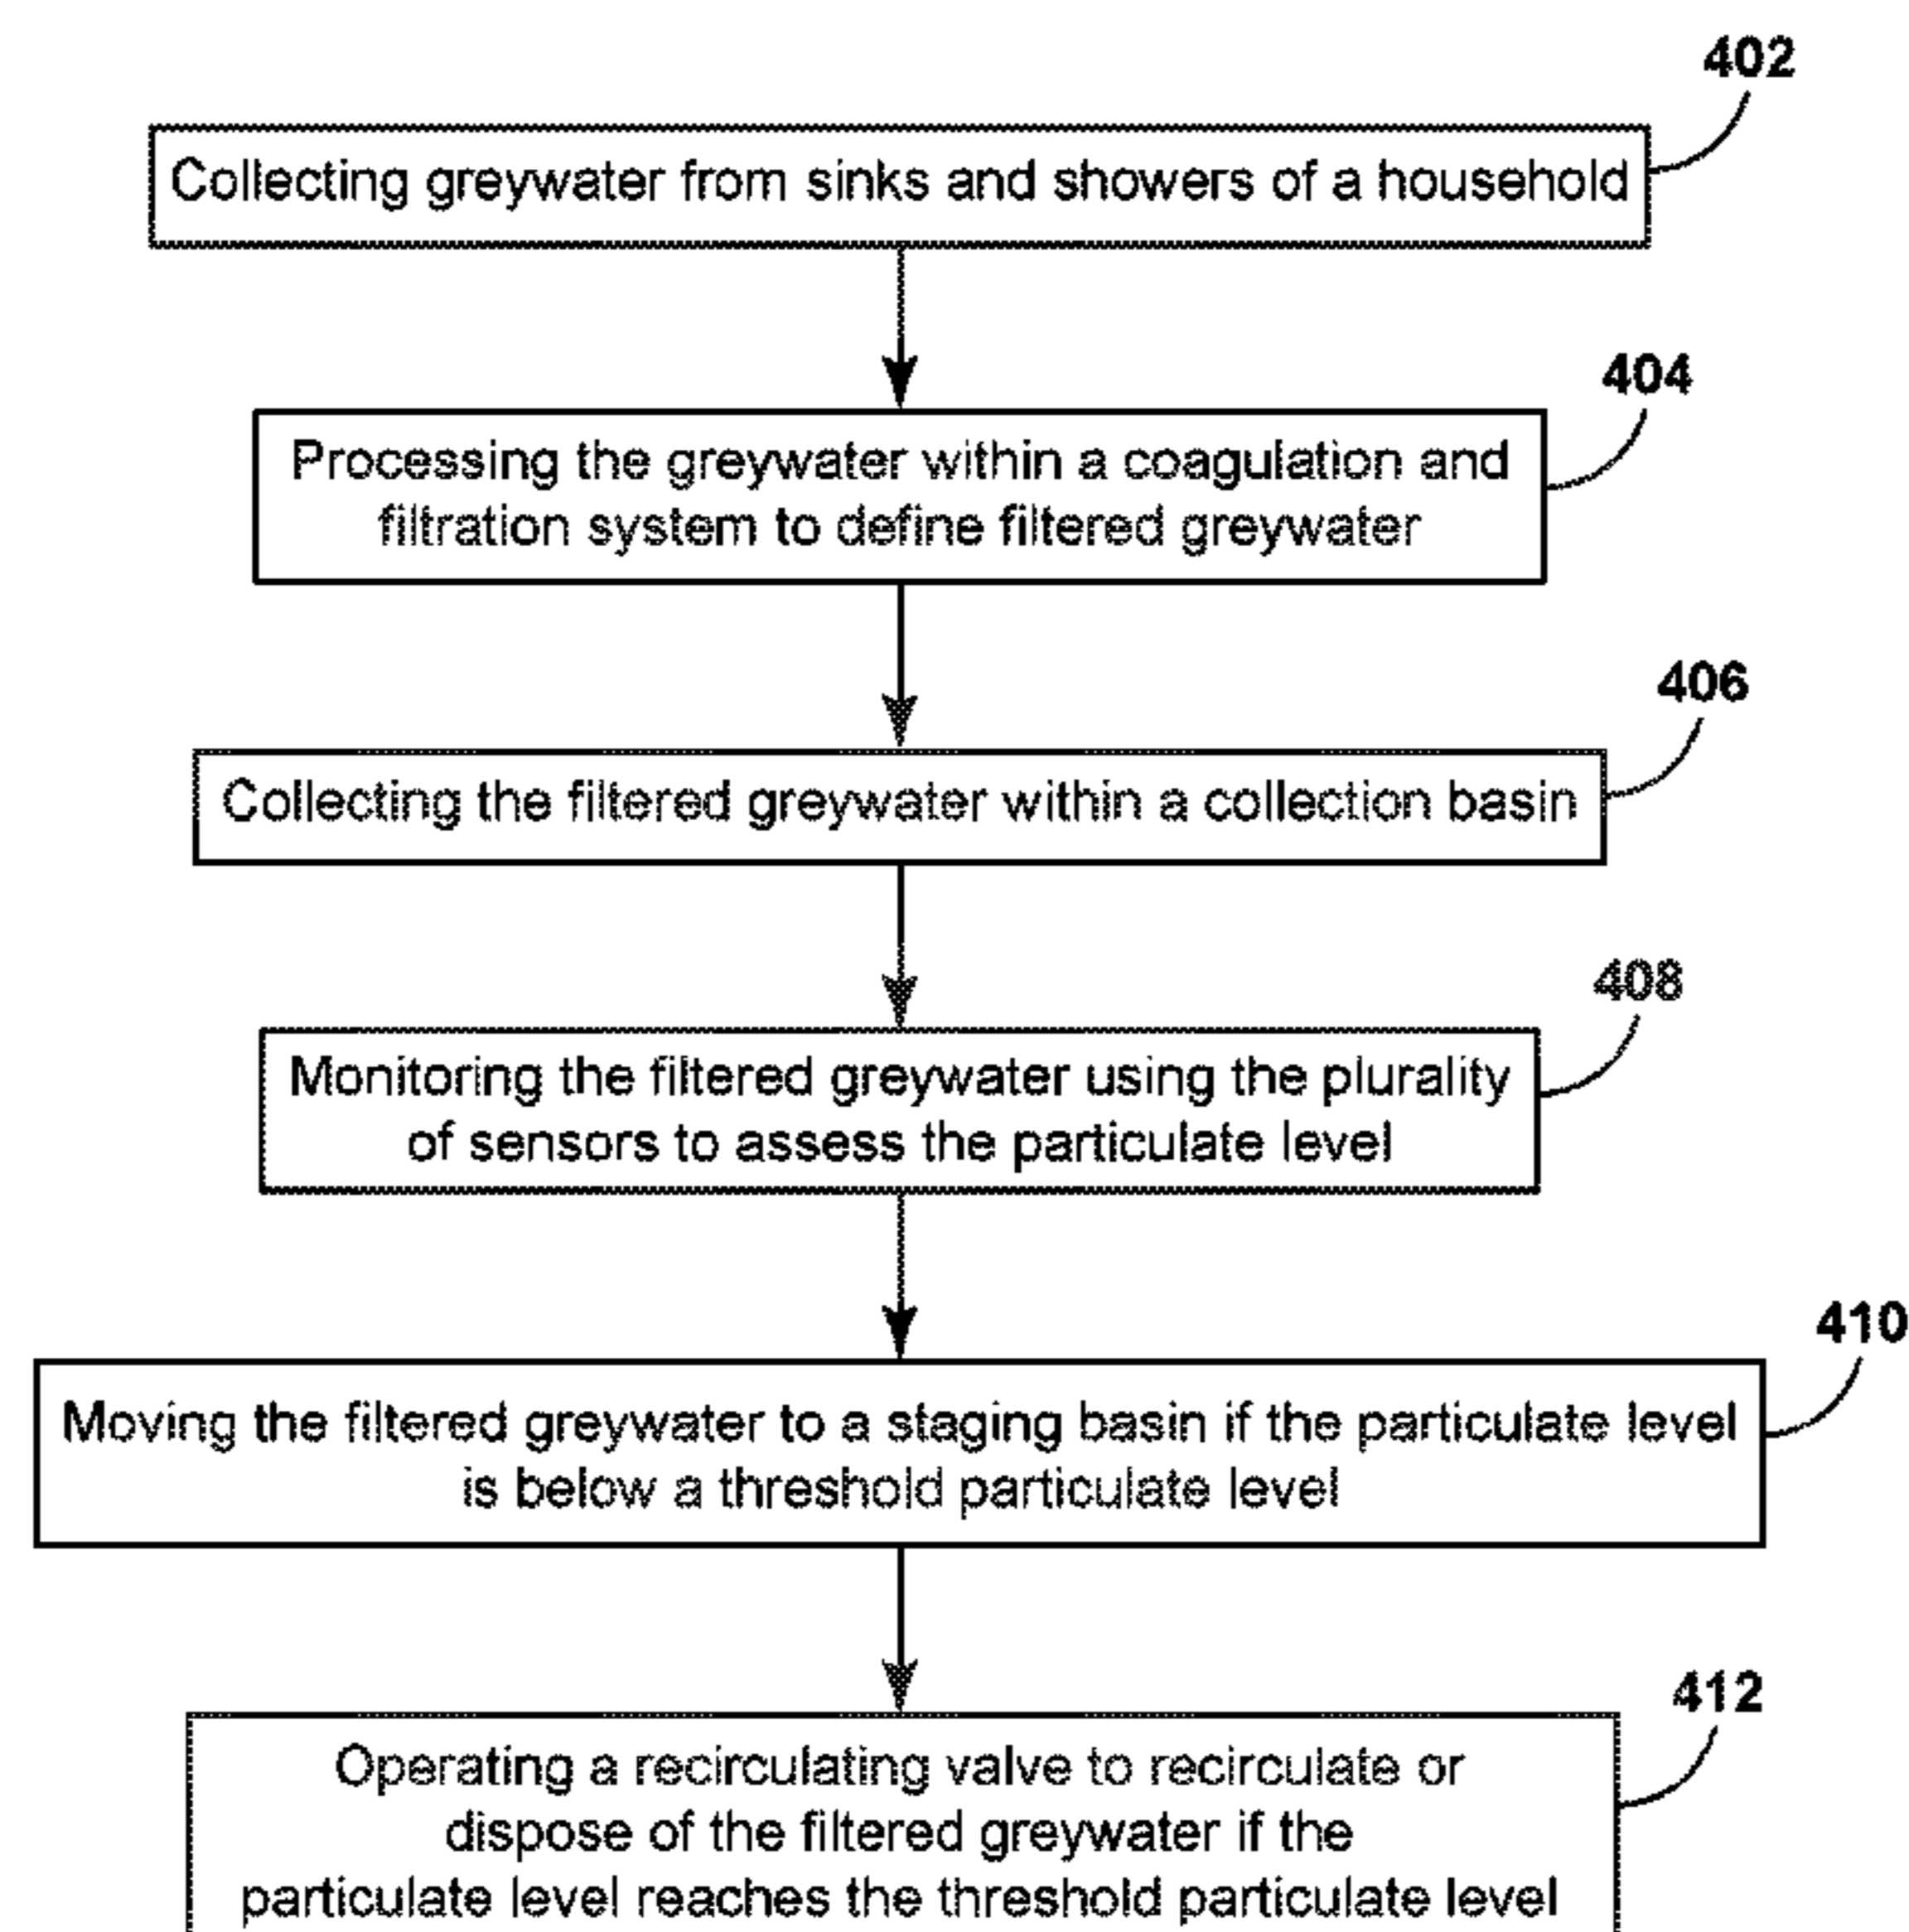 402
Collecting greywater from sinks and showers of a household
404
Processing the greywater within a coagulation and
filtration system to define filtered greywater
406
Collecting the filtered greywater within a collection basin
408
Monitoring the filtered greywater using the plurality
of sensors to assess the particulate level
410
Moving the filtered greywater to a staging basin if the particulate level
is below a threshold particulate level
412
Operating a recirculating valve to recirculate or
dispose of the filtered greywater if the
particulate level reaches the threshold particulate level